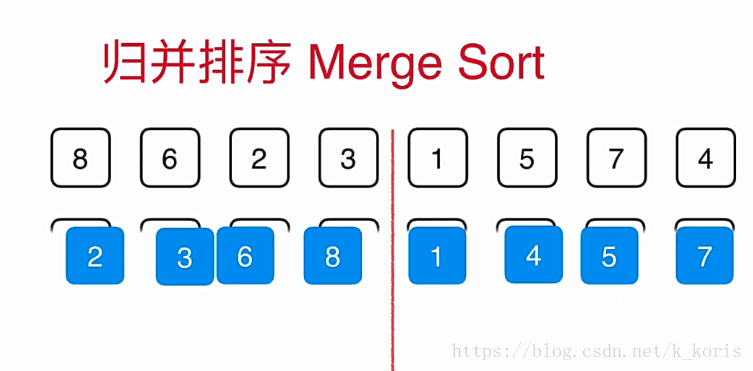 归并排序 Merge Sort
8 6 2 3 1 5 7 4
2 3 6 8 1 4 5 7
https://blog.csdn.net/k_koris